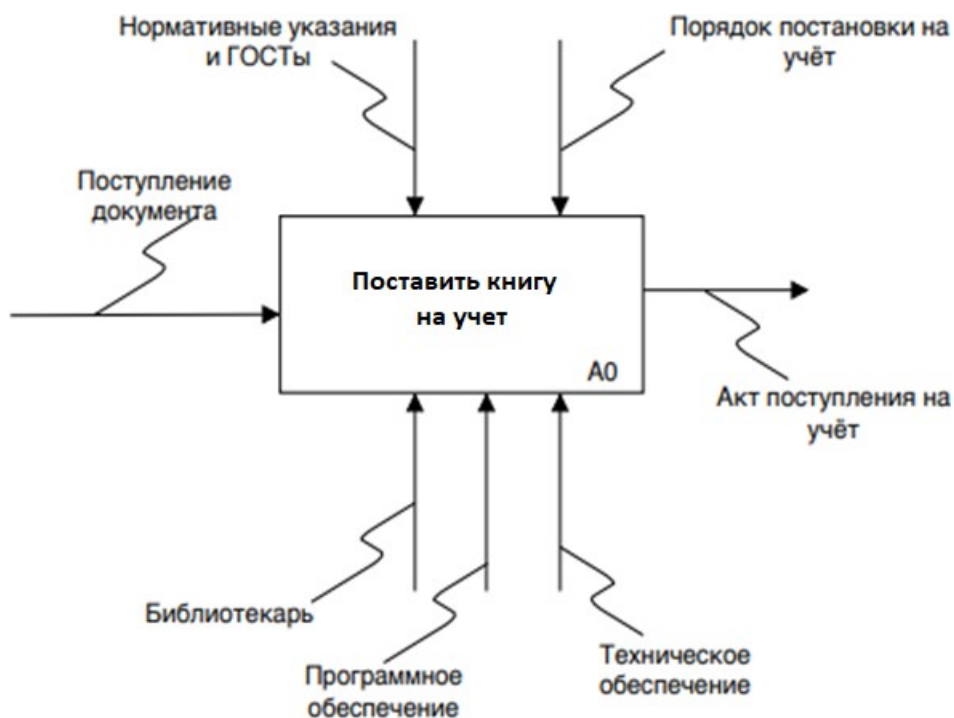 Нормативные указания
и ГОСТы
Порядок постановки на
учёт
Поступление
документа
Поставить книгу
на учет
А0
Акт поступления на
учёт
Библиотекарь
Программное
обеспечение
Техническое
обеспечение